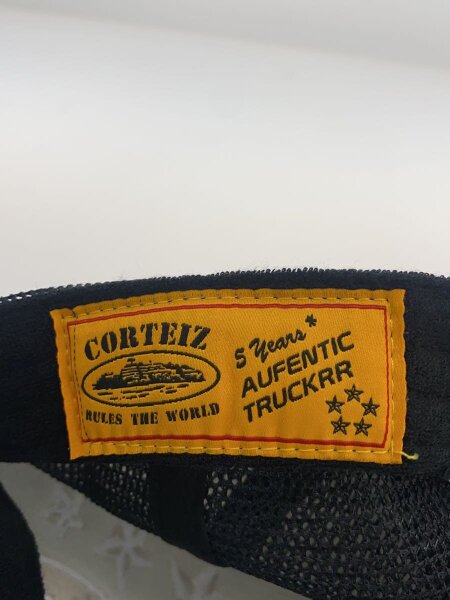 CORTEIZ
RULES THE WORLD
5 Years*
AUFENTIC
TRUCKRR